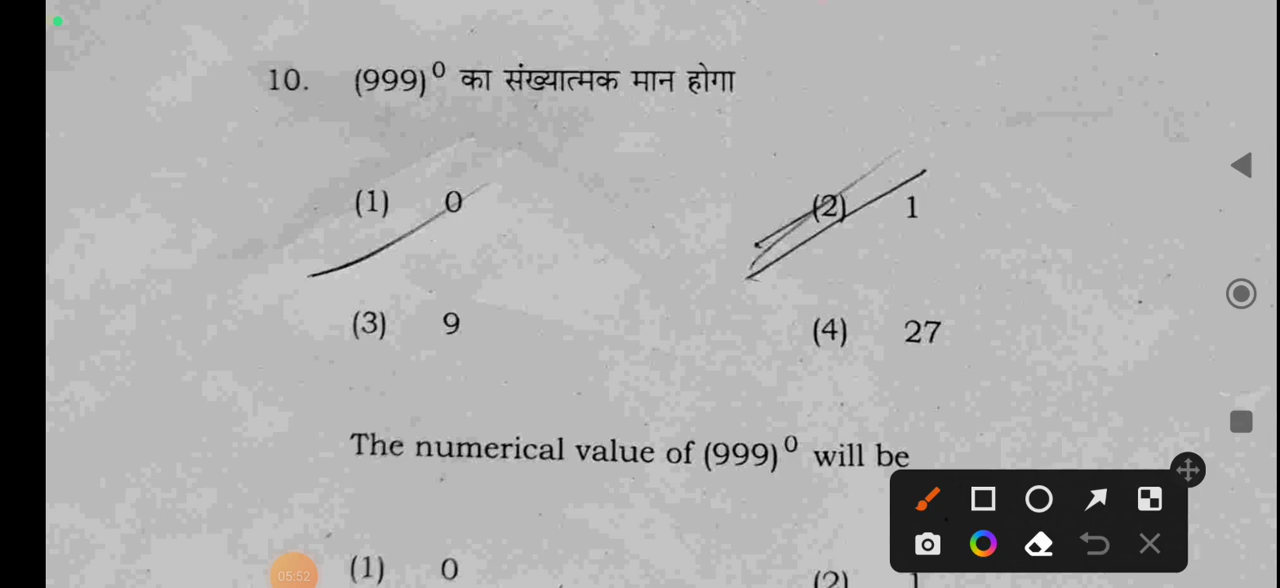 10. (999)⁰ का संख्यात्मक मान होगा
(1) 0 (2) 1
(3) 9 (4) 27
The numerical value of (999)⁰ will be
(1) 0 (2) 1
05:52